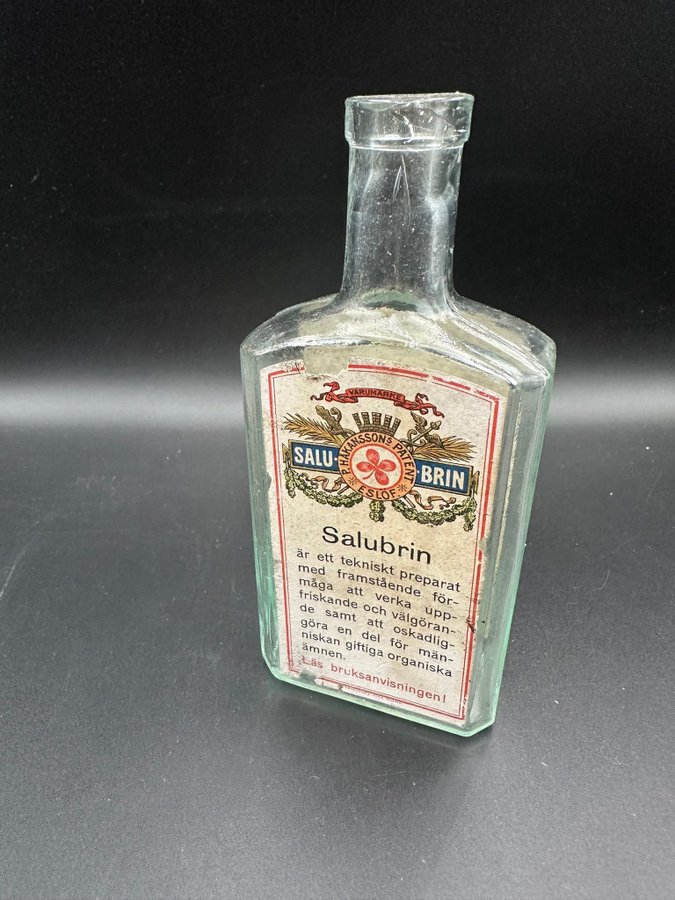 VARUMÄRKE
SALU-BRIN
P. HÅKANSSONS PATENT
ESLÖF
Salubrin
är ett tekniskt preparat
med framstående för-
måga att verka upp-
friskande och välgöran-
de samt att oskadlig-
göra en del för män-
niskan giftiga organiska
ämnen.
Läs bruksanvisningen!